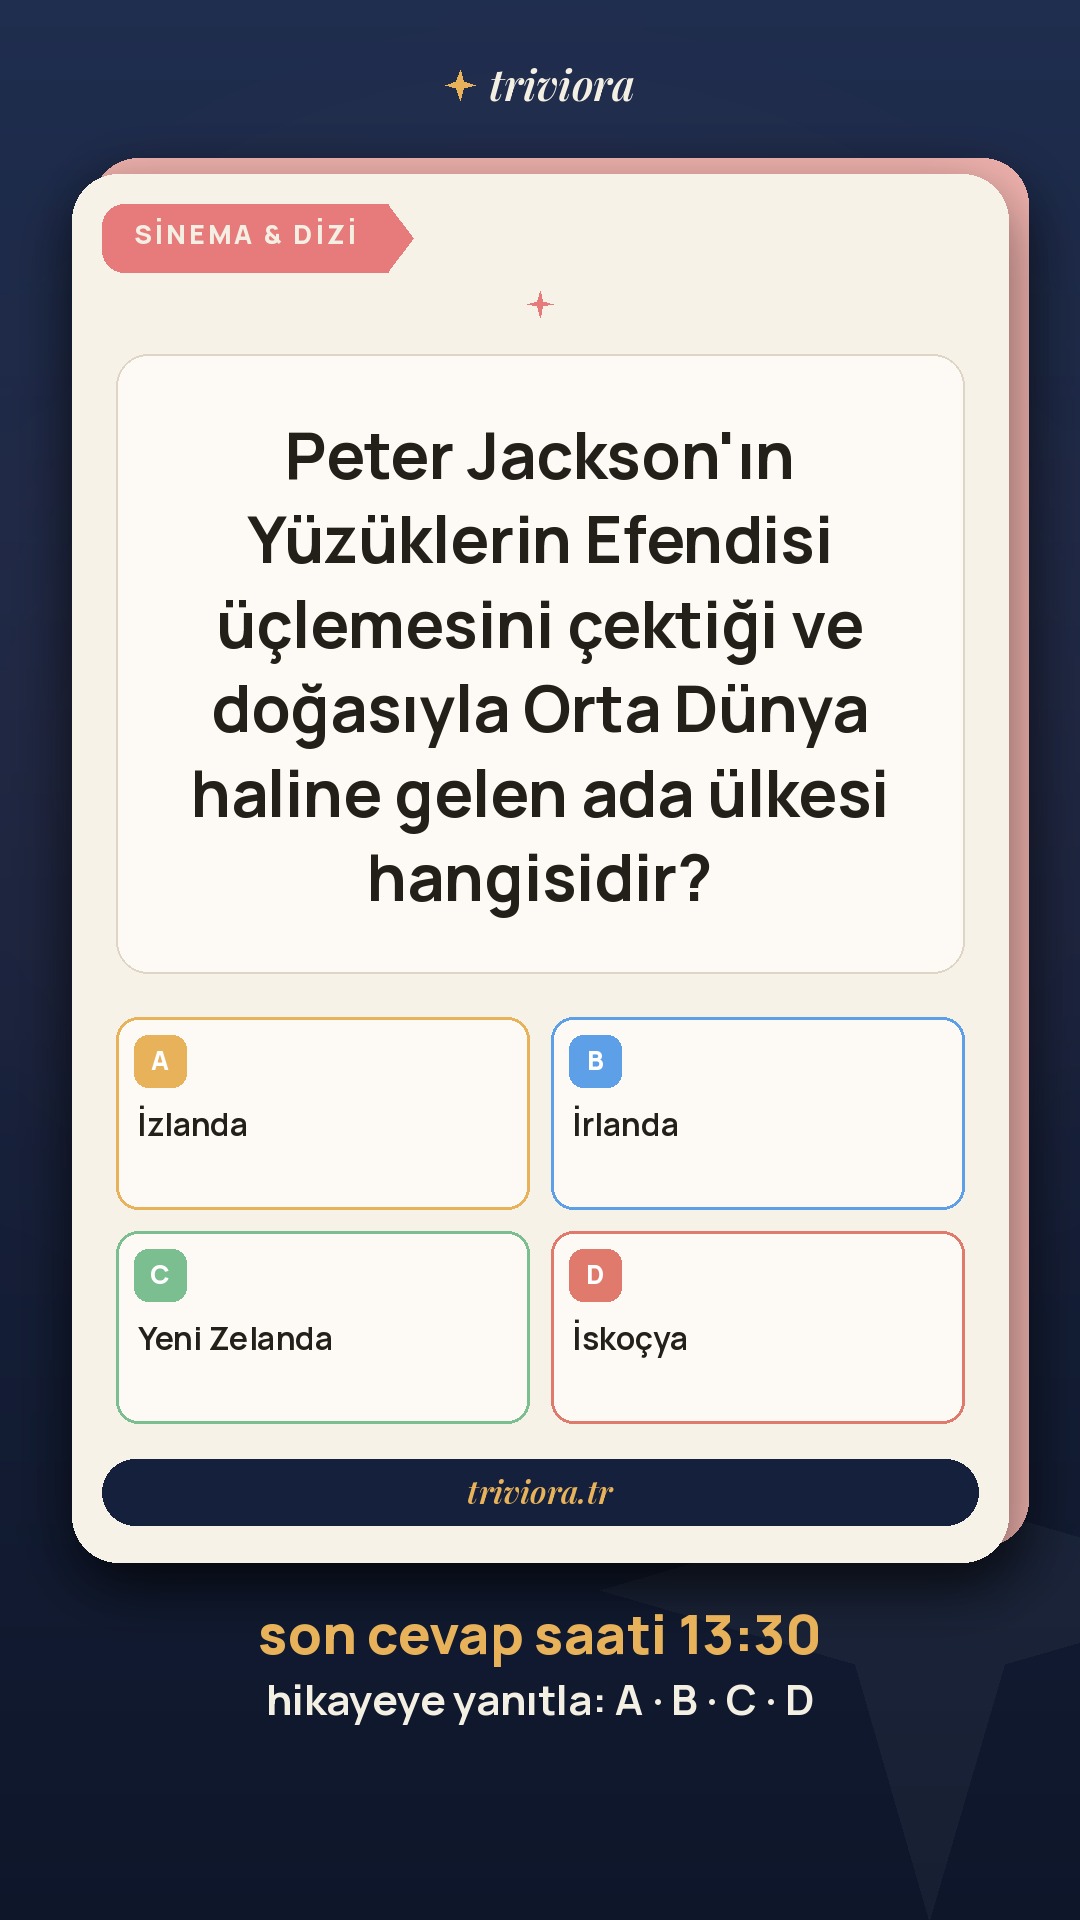 triviora
SİNEMA & DİZİ
Peter Jackson'ın
Yüzüklerin Efendisi
üçlemesini çektiği ve
doğasıyla Orta Dünya
haline gelen ada ülkesi
hangisidir?
A
İzlanda
B
İrlanda
C
Yeni Zelanda
D
İskoçya
triviora.tr
son cevap saati 13:30
hikayeye yanıtla: A · B · C · D